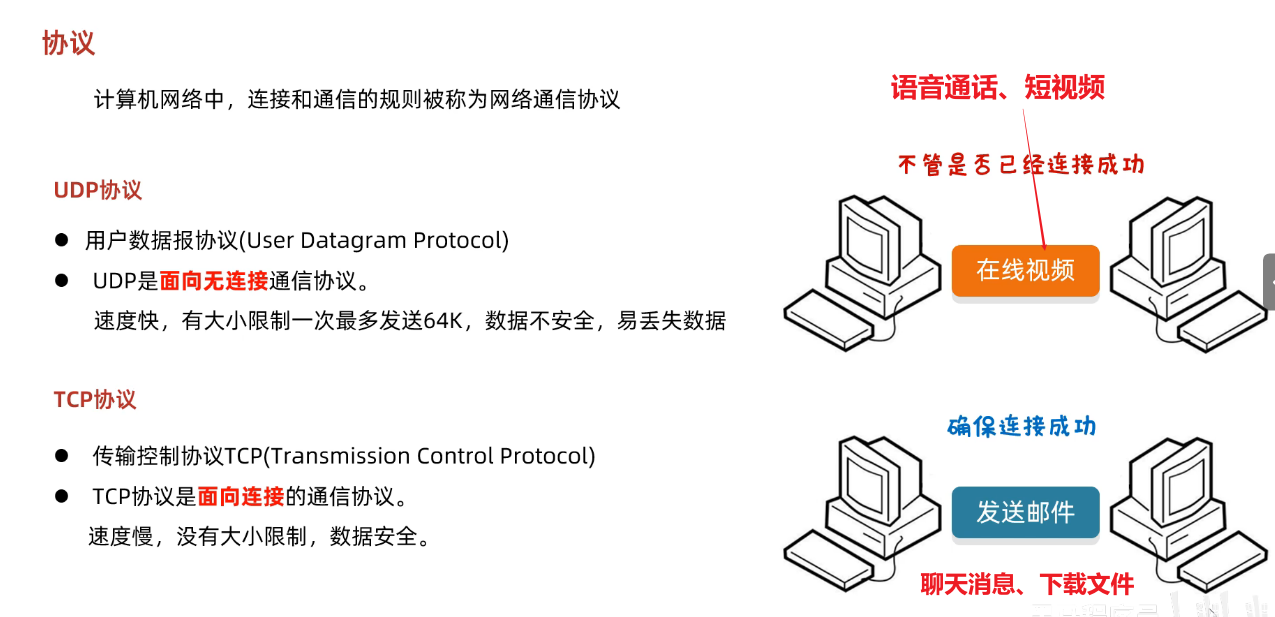 协议
计算机网络中，连接和通信的规则被称为网络通信协议
UDP协议
● 用户数据报协议(User Datagram Protocol)
● UDP是面向无连接通信协议。
速度快，有大小限制一次最多发送64K，数据不安全，易丢失数据
TCP协议
● 传输控制协议TCP(Transmission Control Protocol)
● TCP协议是面向连接的通信协议。
速度慢，没有大小限制，数据安全。
语音通话、短视频
不管是否已经连接成功
在线视频
确保连接成功
发送邮件
聊天消息、下载文件